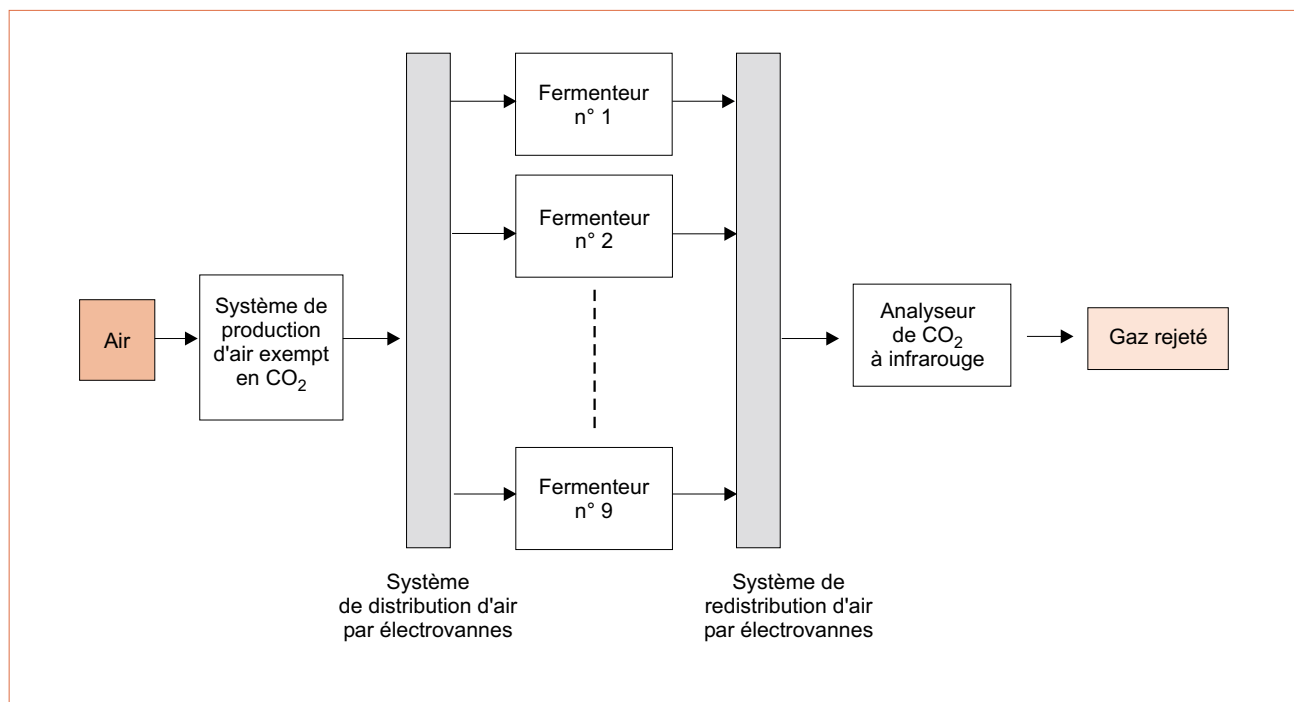 Fermenteur
n° 1
Fermenteur
n° 2
Système de
production
d'air exempt
en CO2
Air
Analyseur
de CO2
à infrarouge
Gaz rejeté
Fermenteur
n° 9
Système
de distribution d'air
par électrovannes
Système de
redistribution d'air
par électrovannes